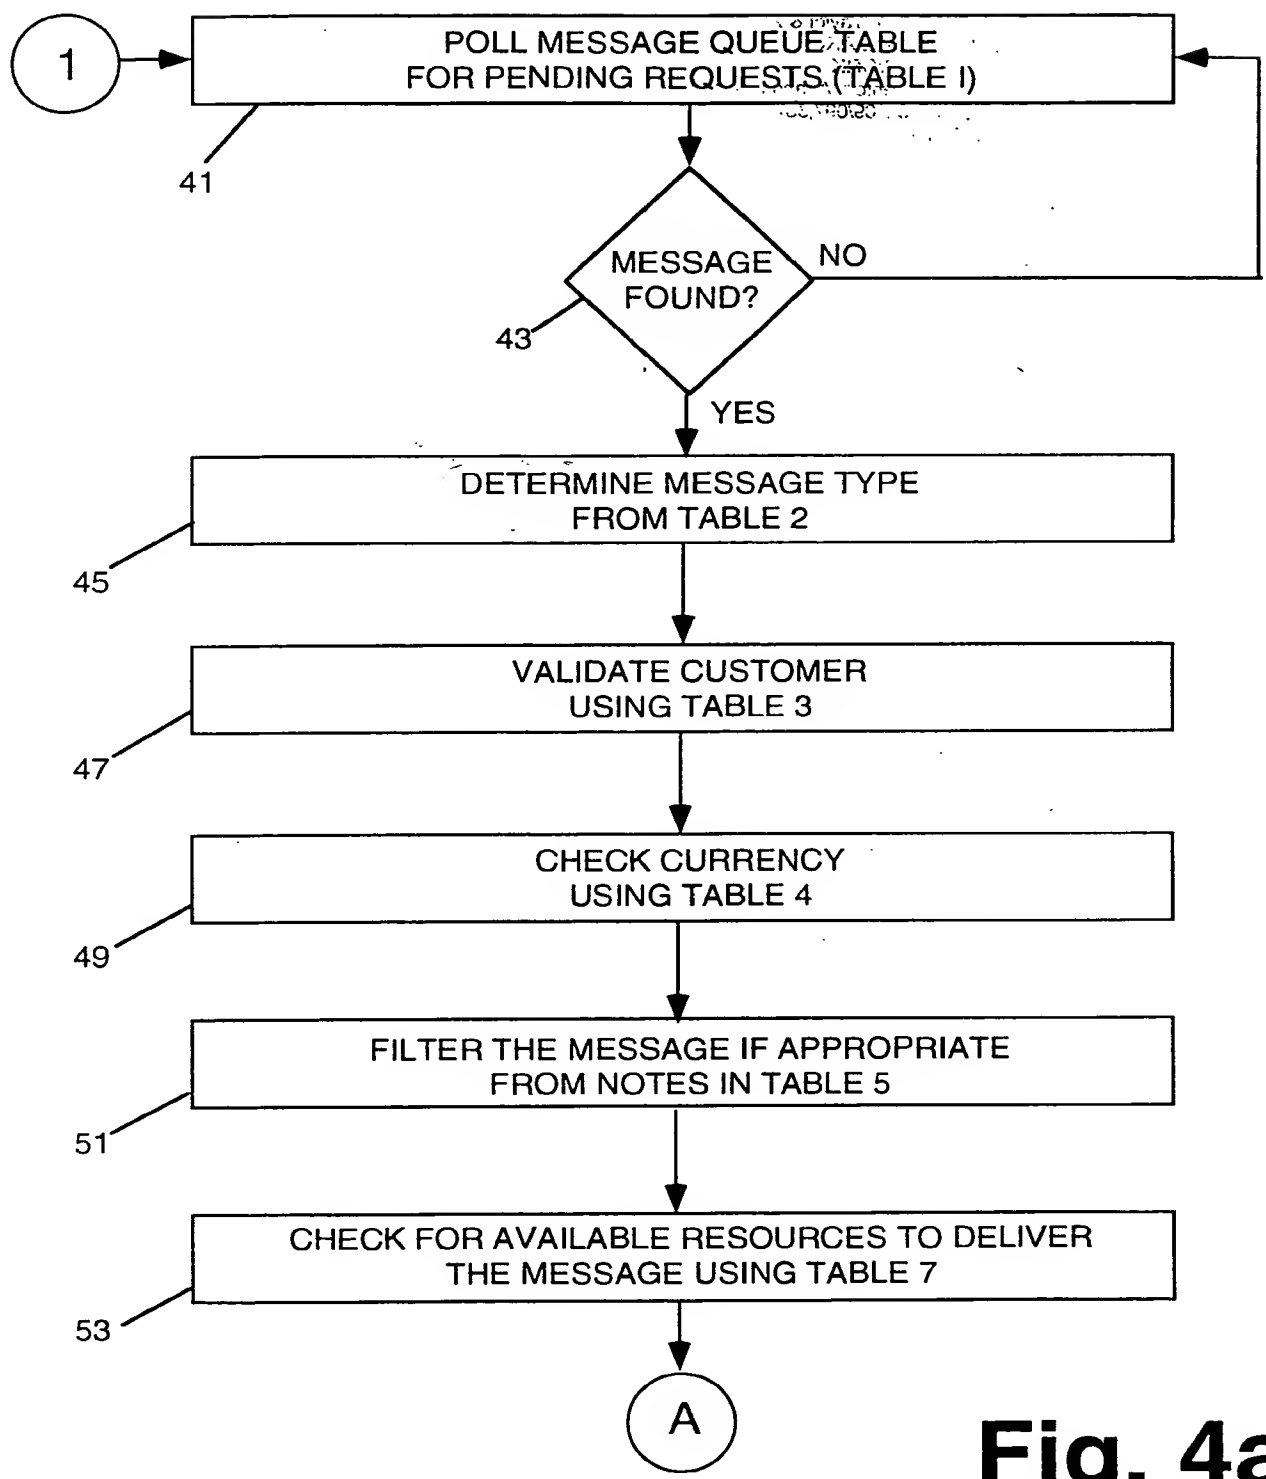 1
POLL MESSAGE QUEUE TABLE
FOR PENDING REQUESTS (TABLE I)
41
MESSAGE
FOUND?
NO
43
YES
DETERMINE MESSAGE TYPE
FROM TABLE 2
45
VALIDATE CUSTOMER
USING TABLE 3
47
CHECK CURRENCY
USING TABLE 4
49
FILTER THE MESSAGE IF APPROPRIATE
FROM NOTES IN TABLE 5
51
CHECK FOR AVAILABLE RESOURCES TO DELIVER
THE MESSAGE USING TABLE 7
53
A
Fig. 4a